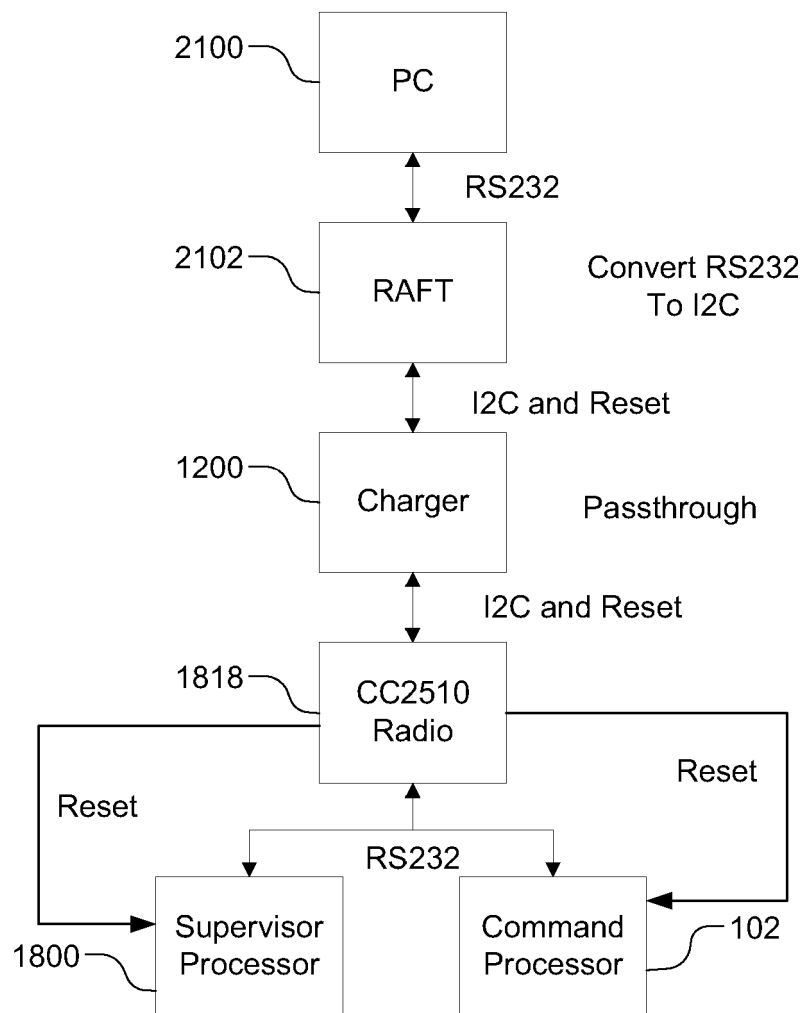 2100
PC
RS232
2102
RAFT
Convert RS232
To I2C
I2C and Reset
1200
Charger
Passthrough
I2C and Reset
1818
CC2510
Radio
Reset
Reset
RS232
Supervisor
Processor
Command
Processor
1800
102